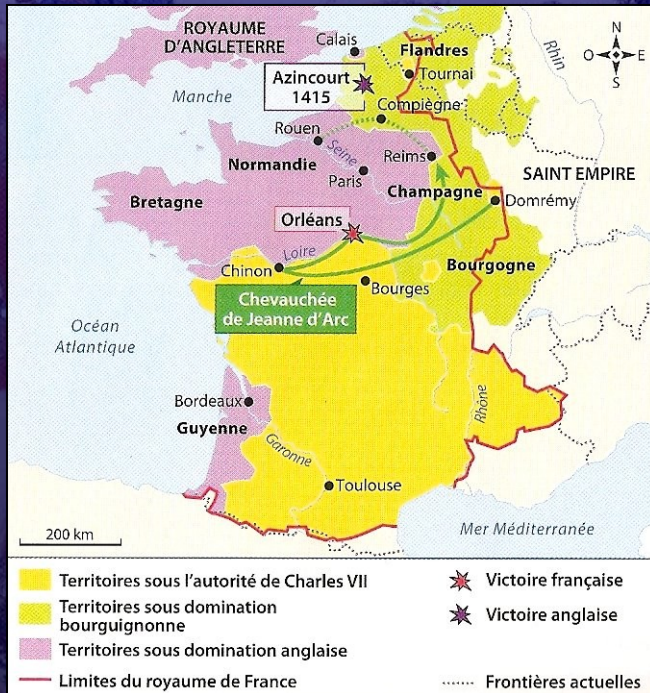 ROYAUME
D'ANGLETERRE
Calais
Flandres
Rhin
N
O
E
S
Azincourt
1415
Tournai
Manche
Compiègne
Rouen
Seine
Reims
Normandie
Paris
SAINT EMPIRE
Bretagne
Champagne
Domrémy
Orléans
Loire
Chinon
Bourgogne
Bourges
Chevauchée
de Jeanne d'Arc
Océan
Atlantique
Bordeaux
Rhône
Guyenne
Garonne
Toulouse
200 km
Mer Méditerranée
Territoires sous l'autorité de Charles VII
Territoires sous domination
bourguignonne
Territoires sous domination anglaise
Limites du royaume de France
Victoire française
Victoire anglaise
Frontières actuelles